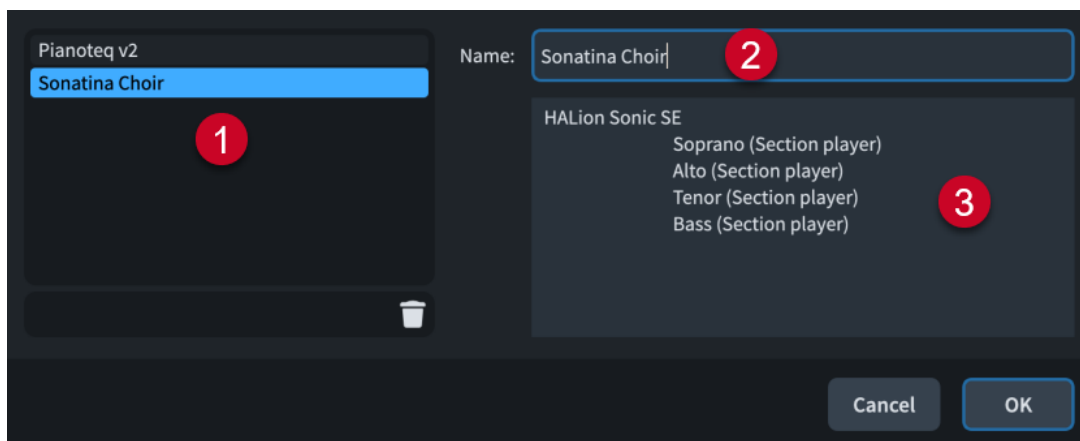 Pianoteq v2
Sonatina Choir
1
Name:
Sonatina Choir
2
HALion Sonic SE
Soprano (Section player)
Alto (Section player)
Tenor (Section player)
Bass (Section player)
3
Cancel
OK